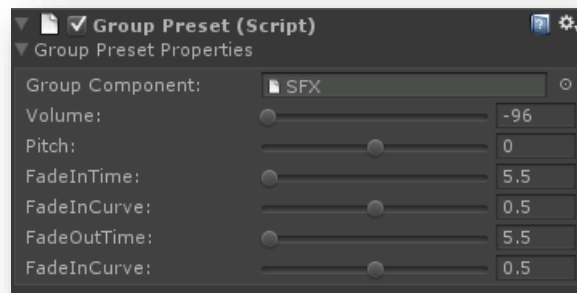 Group Preset (Script)
Group Preset Properties
Group Component: SFX
Volume: -96
Pitch: 0
FadeInTime: 5.5
FadeInCurve: 0.5
FadeOutTime: 5.5
FadeInCurve: 0.5